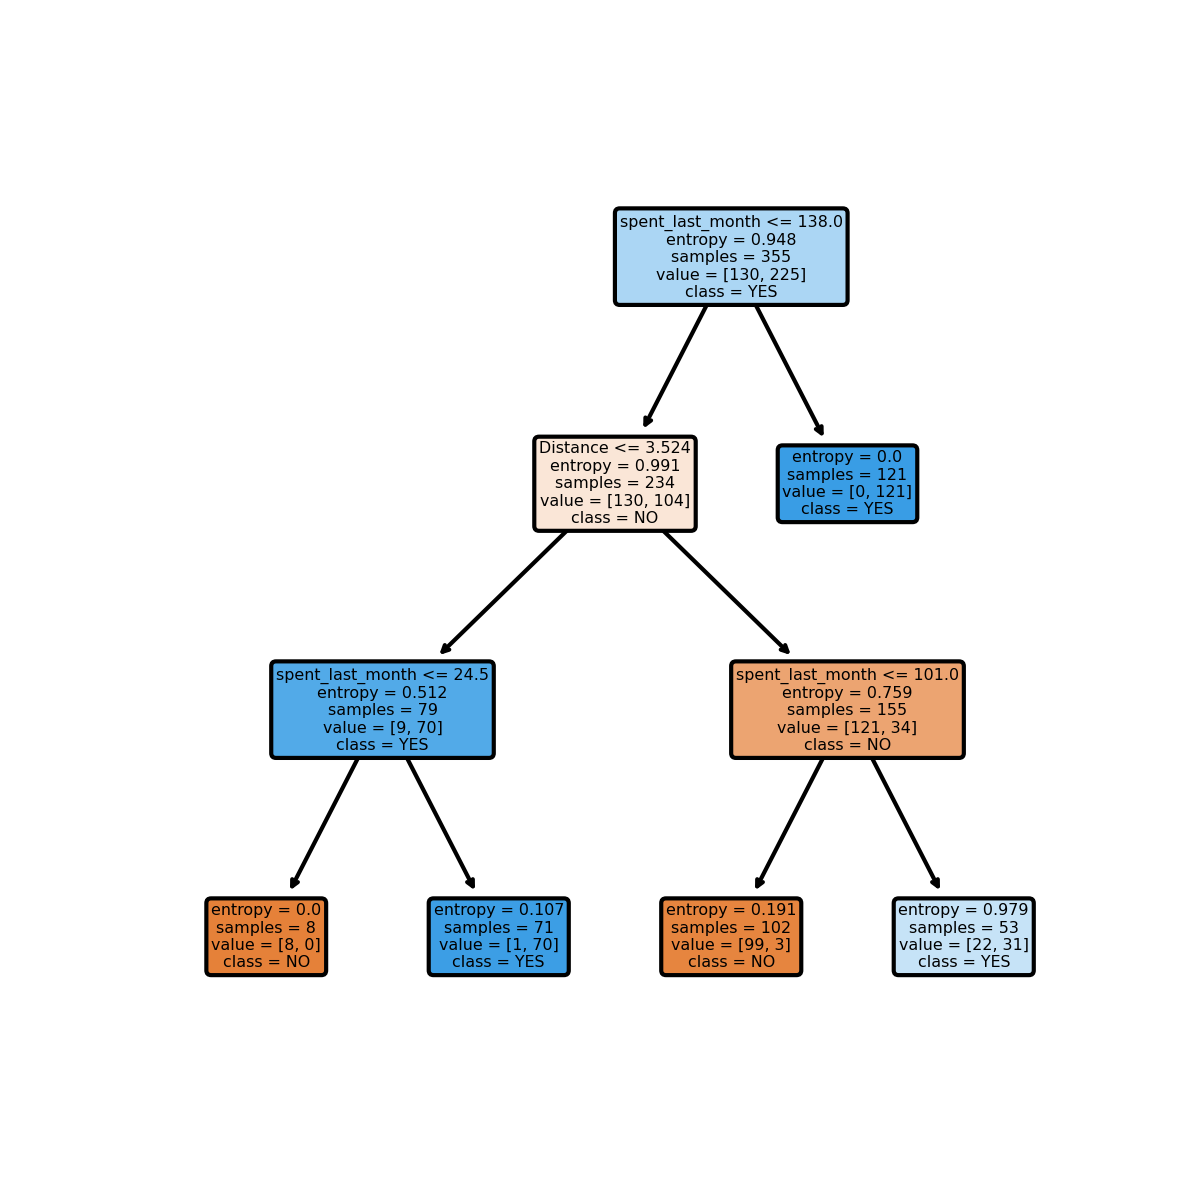 spent_last_month <= 138.0
entropy = 0.948
samples = 355
value = [130, 225]
class = YES
Distance <= 3.524
entropy = 0.991
samples = 234
value = [130, 104]
class = NO
entropy = 0.0
samples = 121
value = [0, 121]
class = YES
spent_last_month <= 24.5
entropy = 0.512
samples = 79
value = [9, 70]
class = YES
spent_last_month <= 101.0
entropy = 0.759
samples = 155
value = [121, 34]
class = NO
entropy = 0.0
samples = 8
value = [8, 0]
class = NO
entropy = 0.107
samples = 71
value = [1, 70]
class = YES
entropy = 0.191
samples = 102
value = [99, 3]
class = NO
entropy = 0.979
samples = 53
value = [22, 31]
class = YES